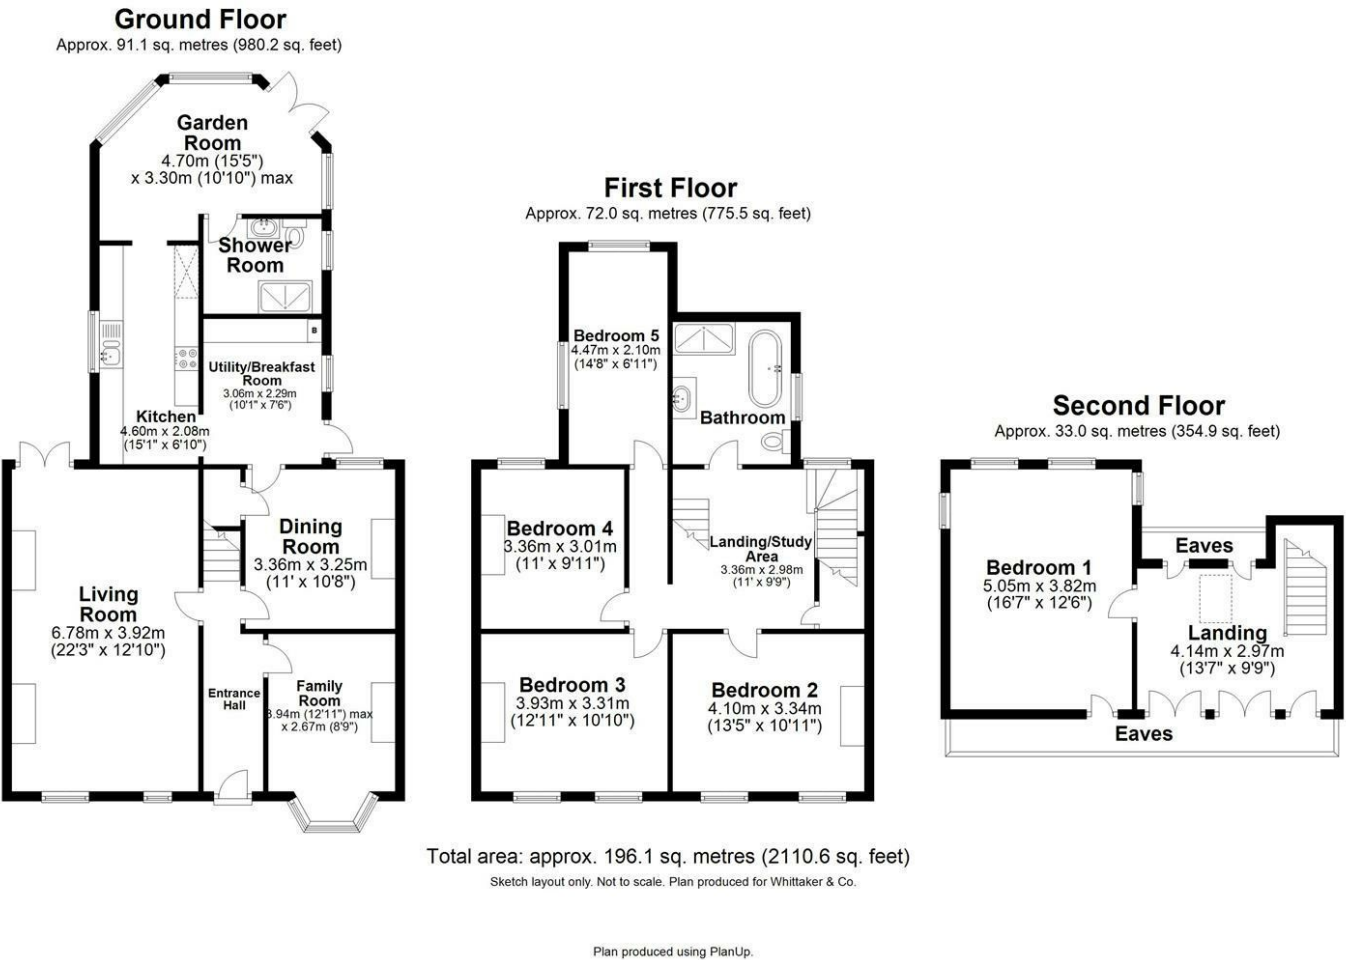 Ground Floor
Approx. 91.1 sq. metres (980.2 sq. feet)
Garden
Room
4.70m (15'5")
x 3.30m (10'10") max
Shower
Room
B
Utility/Breakfast
Room
3.06m x 2.29m
(10'1" x 7'6")
Kitchen
4.60m x 2.08m
(15'1" x 6'10")
Dining
Room
3.36m x 3.25m
(11' x 10'8")
Living
Room
6.78m x 3.92m
(22'3" x 12'10")
Entrance
Hall
Family
Room
3.94m (12'11") max
x 2.67m (8'9")
First Floor
Approx. 72.0 sq. metres (775.5 sq. feet)
Bedroom 5
4.47m x 2.10m
(14'8" x 6'11")
Bathroom
Bedroom 4
3.36m x 3.01m
(11' x 9'11")
Landing/Study
Area
3.36m x 2.98m
(11' x 9'9")
Bedroom 3
3.93m x 3.31m
(12'11" x 10'10")
Bedroom 2
4.10m x 3.34m
(13'5" x 10'11")
Second Floor
Approx. 33.0 sq. metres (354.9 sq. feet)
Eaves
Bedroom 1
5.05m x 3.82m
(16'7" x 12'6")
Landing
4.14m x 2.97m
(13'7" x 9'9")
Eaves
Total area: approx. 196.1 sq. metres (2110.6 sq. feet)
Sketch layout only. Not to scale. Plan produced for Whittaker & Co.
Plan produced using PlanUp.